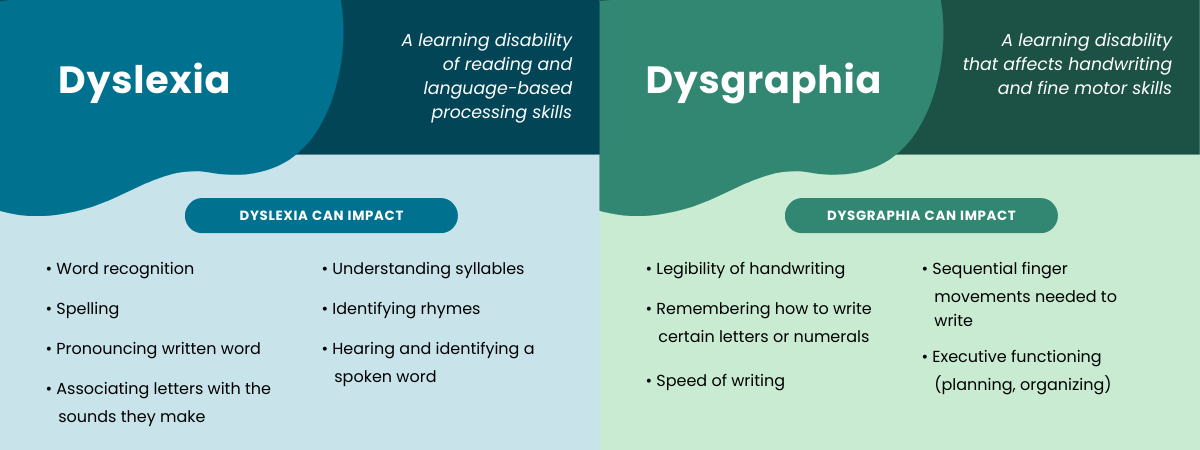 Dyslexia
A learning disability
of reading and
language-based
processing skills
DYSLEXIA CAN IMPACT
• Word recognition
• Spelling
• Pronouncing written word
• Associating letters with the
sounds they make
• Understanding syllables
• Identifying rhymes
• Hearing and identifying a
spoken word
Dysgraphia
A learning disability
that affects handwriting
and fine motor skills
DYSGRAPHIA CAN IMPACT
• Legibility of handwriting
• Remembering how to write
certain letters or numerals
• Speed of writing
• Sequential finger
movements needed to
write
• Executive functioning
(planning, organizing)